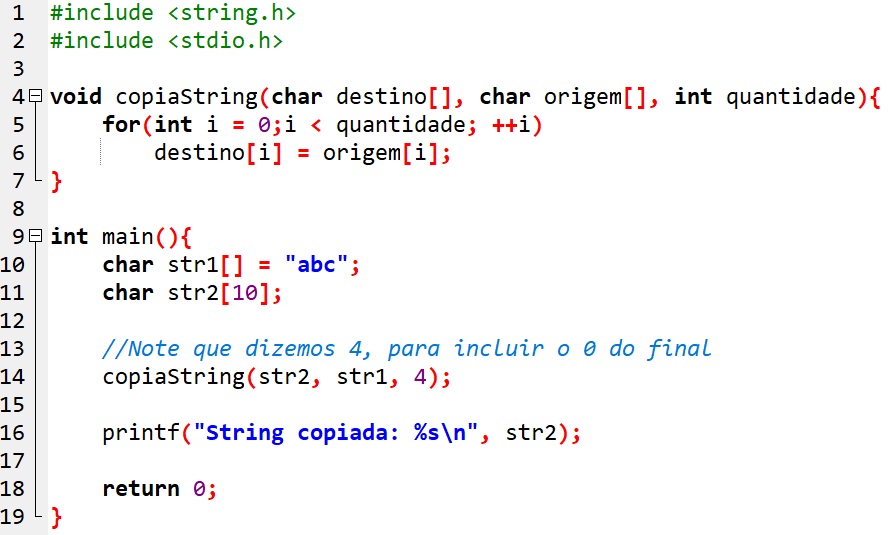 1 #include <string.h>
2 #include <stdio.h>
3
4 void copiaString(char destino[], char origem[], int quantidade){
5     for(int i = 0;i < quantidade; ++i)
6         destino[i] = origem[i];
7 }
8
9 int main(){
10     char str1[] = "abc";
11     char str2[10];
12
13     //Note que dizemos 4, para incluir o 0 do final
14     copiaString(str2, str1, 4);
15
16     printf("String copiada: %s\n", str2);
17
18     return 0;
19 }